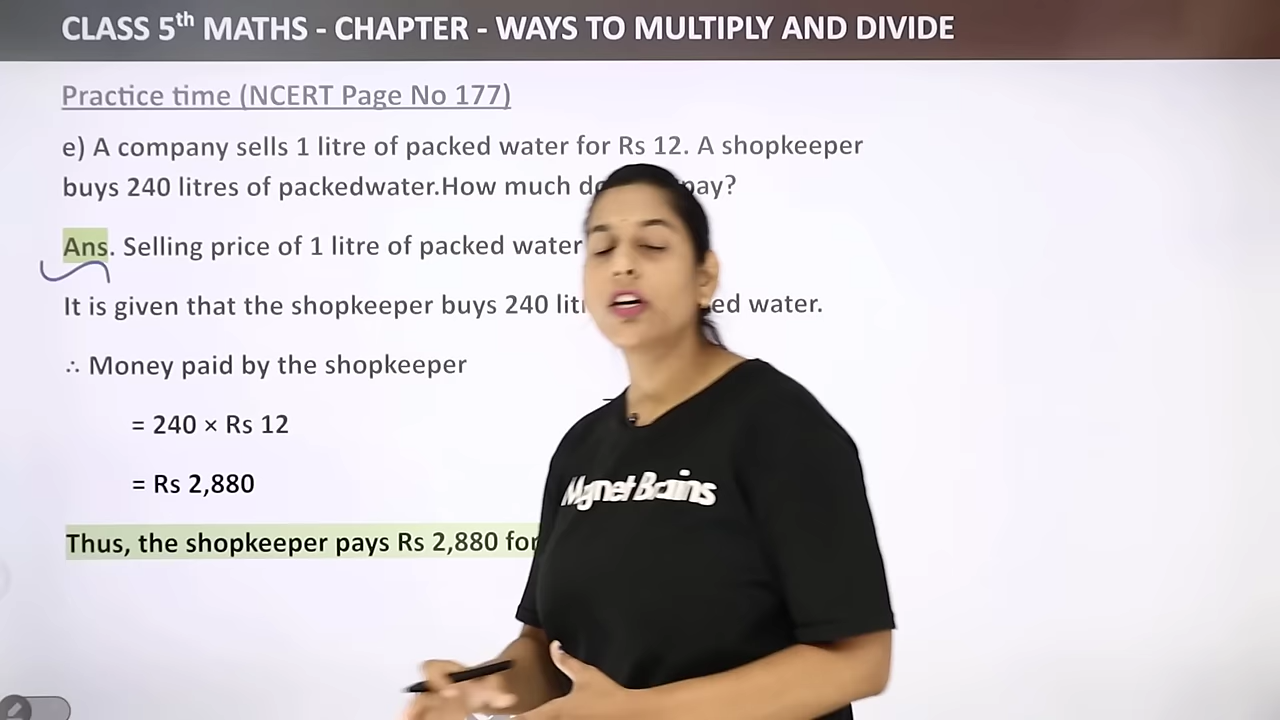 CLASS 5th MATHS - CHAPTER - WAYS TO MULTIPLY AND DIVIDE
Practice time (NCERT Page No 177)
e) A company sells 1 litre of packed water for Rs 12. A shopkeeper
buys 240 litres of packedwater.How much pay?
Ans. Selling price of 1 litre of packed water
It is given that the shopkeeper buys 240 water.
∴ Money paid by the shopkeeper
= 240 × Rs 12
= Rs 2,880
Thus, the shopkeeper pays Rs 2,880 for
Magnet Brains